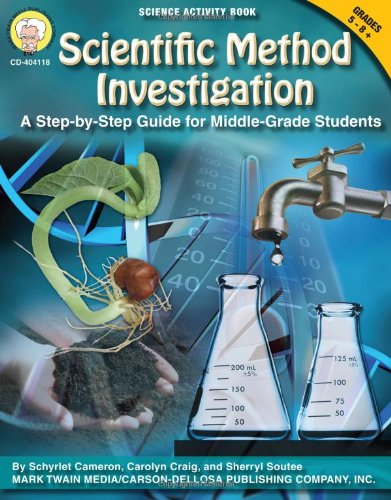 SCIENCE ACTIVITY BOOK
GRADES
5 - 8+
CD-404118
Scientific Method
Investigation
A Step-by-Step Guide for Middle-Grade Students
200 mL
±5%
150
100
50
125 mL
±5%
100
75
50
By Schyrlet Cameron, Carolyn Craig, and Sherryl Soutee
MARK TWAIN MEDIA/CARSON-DELLOSA PUBLISHING COMPANY, INC.